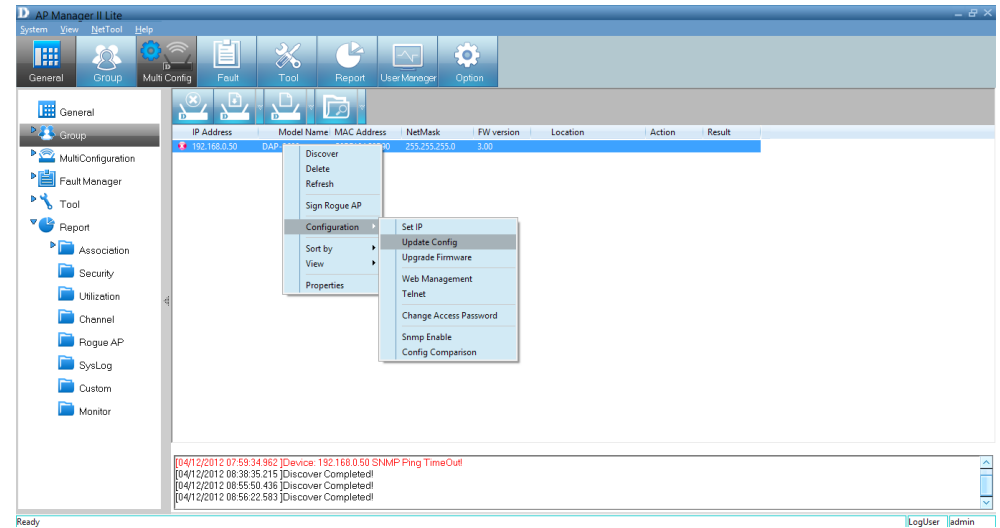 AP Manager II Lite
System View NetTool Help
General Group Multi Config Fault Tool Report User Manager Option
General
Group
MultiConfiguration
Fault Manager
Tool
Report
Association
Security
Utilization
Channel
Rogue AP
SysLog
Custom
Monitor
IP Address Model Name MAC Address NetMask FW version Location Action Result
192.168.0.50 255.255.255.0 3.00
Discover
Delete
Refresh
Sign Rogue AP
Configuration
Sort by
View
Properties
Set IP
Update Config
Upgrade Firmware
Web Management
Telnet
Change Access Password
Snmp Enable
Config Comparison
[04/12/2012 07:59:34.962 ]Device: 192.168.0.50 SNMP Ping TimeOut!
[04/12/2012 08:38:35.215 ]Discover Completed!
[04/12/2012 08:55:50.436 ]Discover Completed!
[04/12/2012 08:56:22.583 ]Discover Completed!
Ready LogUser admin